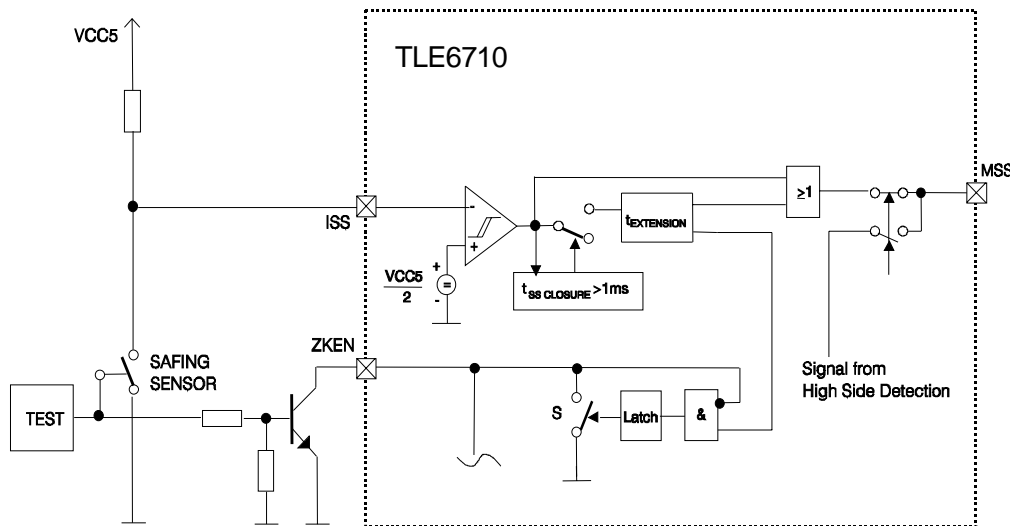 VCC5
TLE6710
MSS
≥1
ISS
-
+
tEXTENSION
VCC5
2
+
=
-
tSS CLOSURE>1ms
ZKEN
SAFING
SENSOR
Signal from
High Side Detection
TEST
S
Latch
&